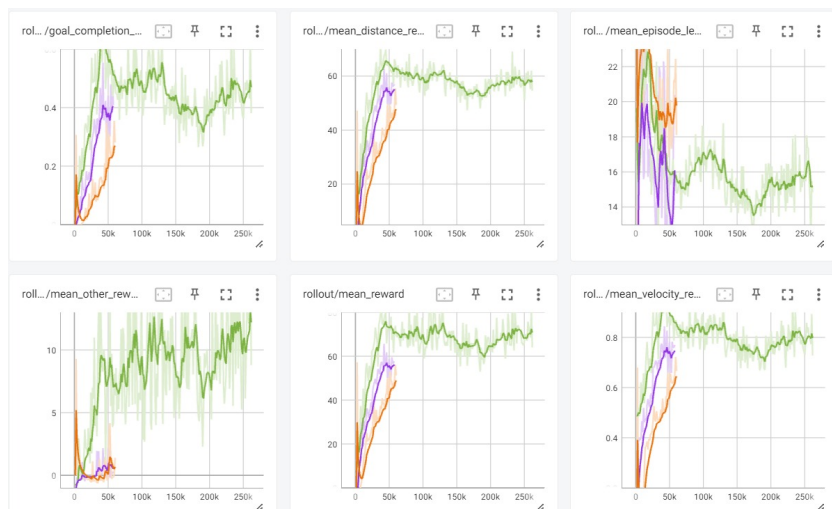 rol... /goal_completion_...
rol... /mean_distance_re...
rol... /mean_episode_le...
0.4
0.2
0 50k 100k 150k 200k 250k
60
40
20
0 50k 100k 150k 200k 250k
22
20
18
16
14
0 50k 100k 150k 200k 250k
roll... /mean_other_rew...
rollout/mean_reward
rol... /mean_velocity_re...
10
5
0
0 50k 100k 150k 200k 250k
60
40
20
0 50k 100k 150k 200k 250k
0.8
0.6
0.4
0 50k 100k 150k 200k 250k